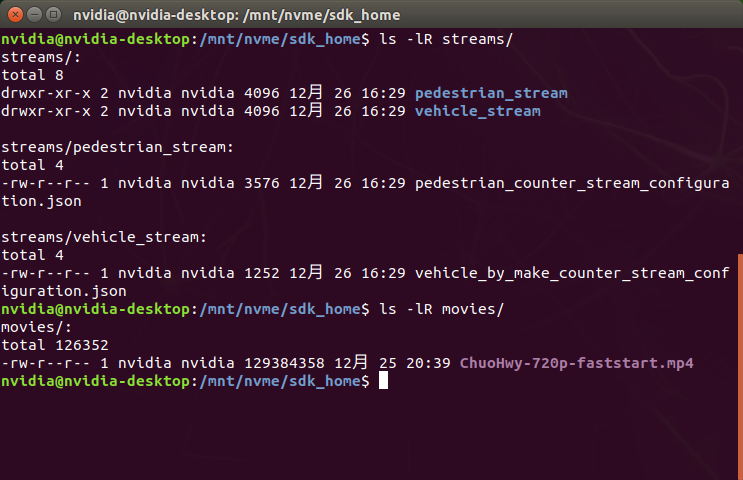 nvidia@nvidia-desktop: /mnt/nvme/sdk_home
nvidia@nvidia-desktop:/mnt/nvme/sdk_home$ ls -lR streams/
streams/:
total 8
drwxr-xr-x 2 nvidia nvidia 4096 12月 26 16:29 pedestrian_stream
drwxr-xr-x 2 nvidia nvidia 4096 12月 26 16:29 vehicle_stream
streams/pedestrian_stream:
total 4
-rw-r--r-- 1 nvidia nvidia 3576 12月 26 16:29 pedestrian_counter_stream_configura
tion.json
streams/vehicle_stream:
total 4
-rw-r--r-- 1 nvidia nvidia 1252 12月 26 16:29 vehicle_by_make_counter_stream_conf
iguration.json
nvidia@nvidia-desktop:/mnt/nvme/sdk_home$ ls -lR movies/
movies/:
total 126352
-rw-r--r-- 1 nvidia nvidia 129384358 12月 25 20:39 ChuoHwy-720p-faststart.mp4
nvidia@nvidia-desktop:/mnt/nvme/sdk_home$